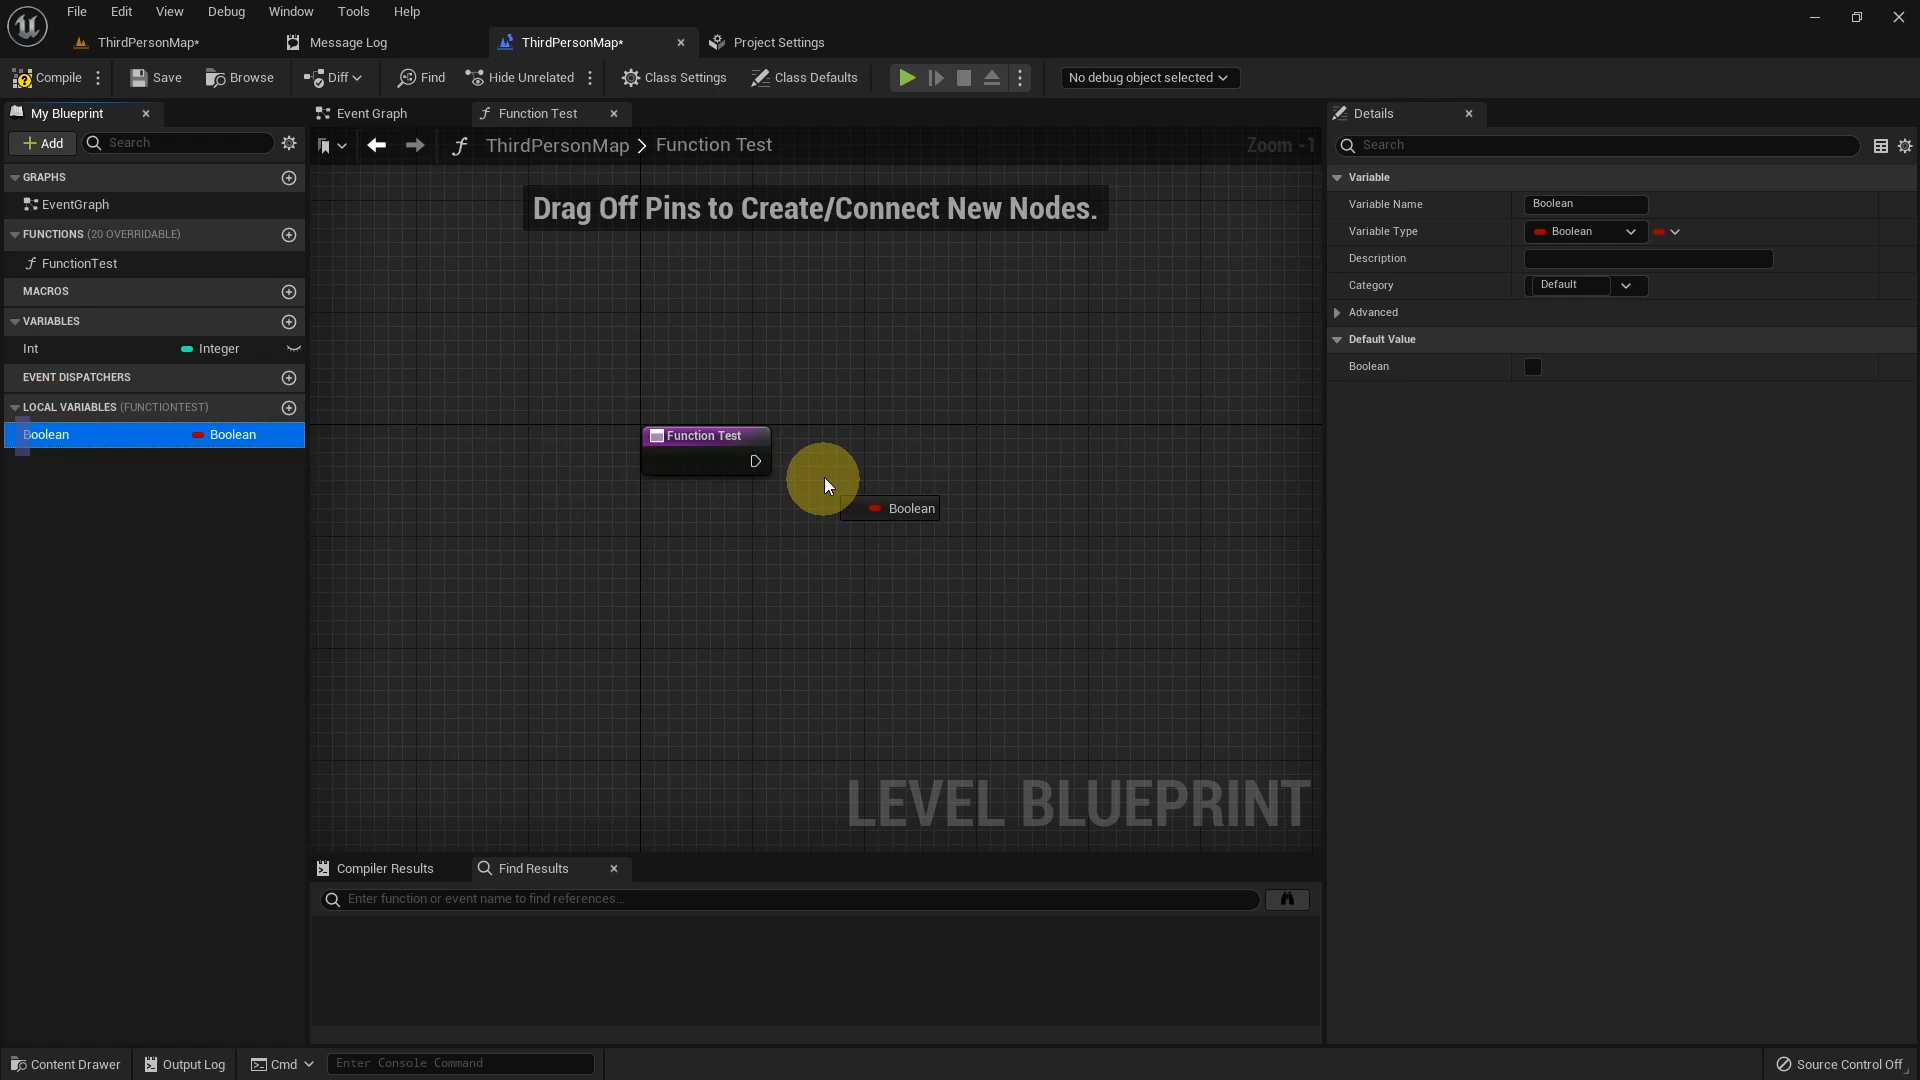 File Edit View Debug Window Tools Help
ThirdPersonMap* Message Log ThirdPersonMap* Project Settings
Compile Save Browse Diff Find Hide Unrelated Class Settings Class Defaults No debug object selected
My Blueprint Event Graph Function Test Details
Add Search ThirdPersonMap > Function Test Zoom -1 Search
GRAPHS
EventGraph
FUNCTIONS (20 OVERRIDABLE)
FunctionTest
MACROS
VARIABLES
Int Integer
EVENT DISPATCHERS
LOCAL VARIABLES (FUNCTIONTEST)
Boolean Boolean
Drag Off Pins to Create/Connect New Nodes.
Function Test
Boolean
LEVEL BLUEPRINT
Variable
Variable Name Boolean
Variable Type Boolean
Description
Category Default
Advanced
Default Value
Boolean
Compiler Results Find Results
Enter function or event name to find references...
Content Drawer Output Log Cmd Enter Console Command Source Control Off